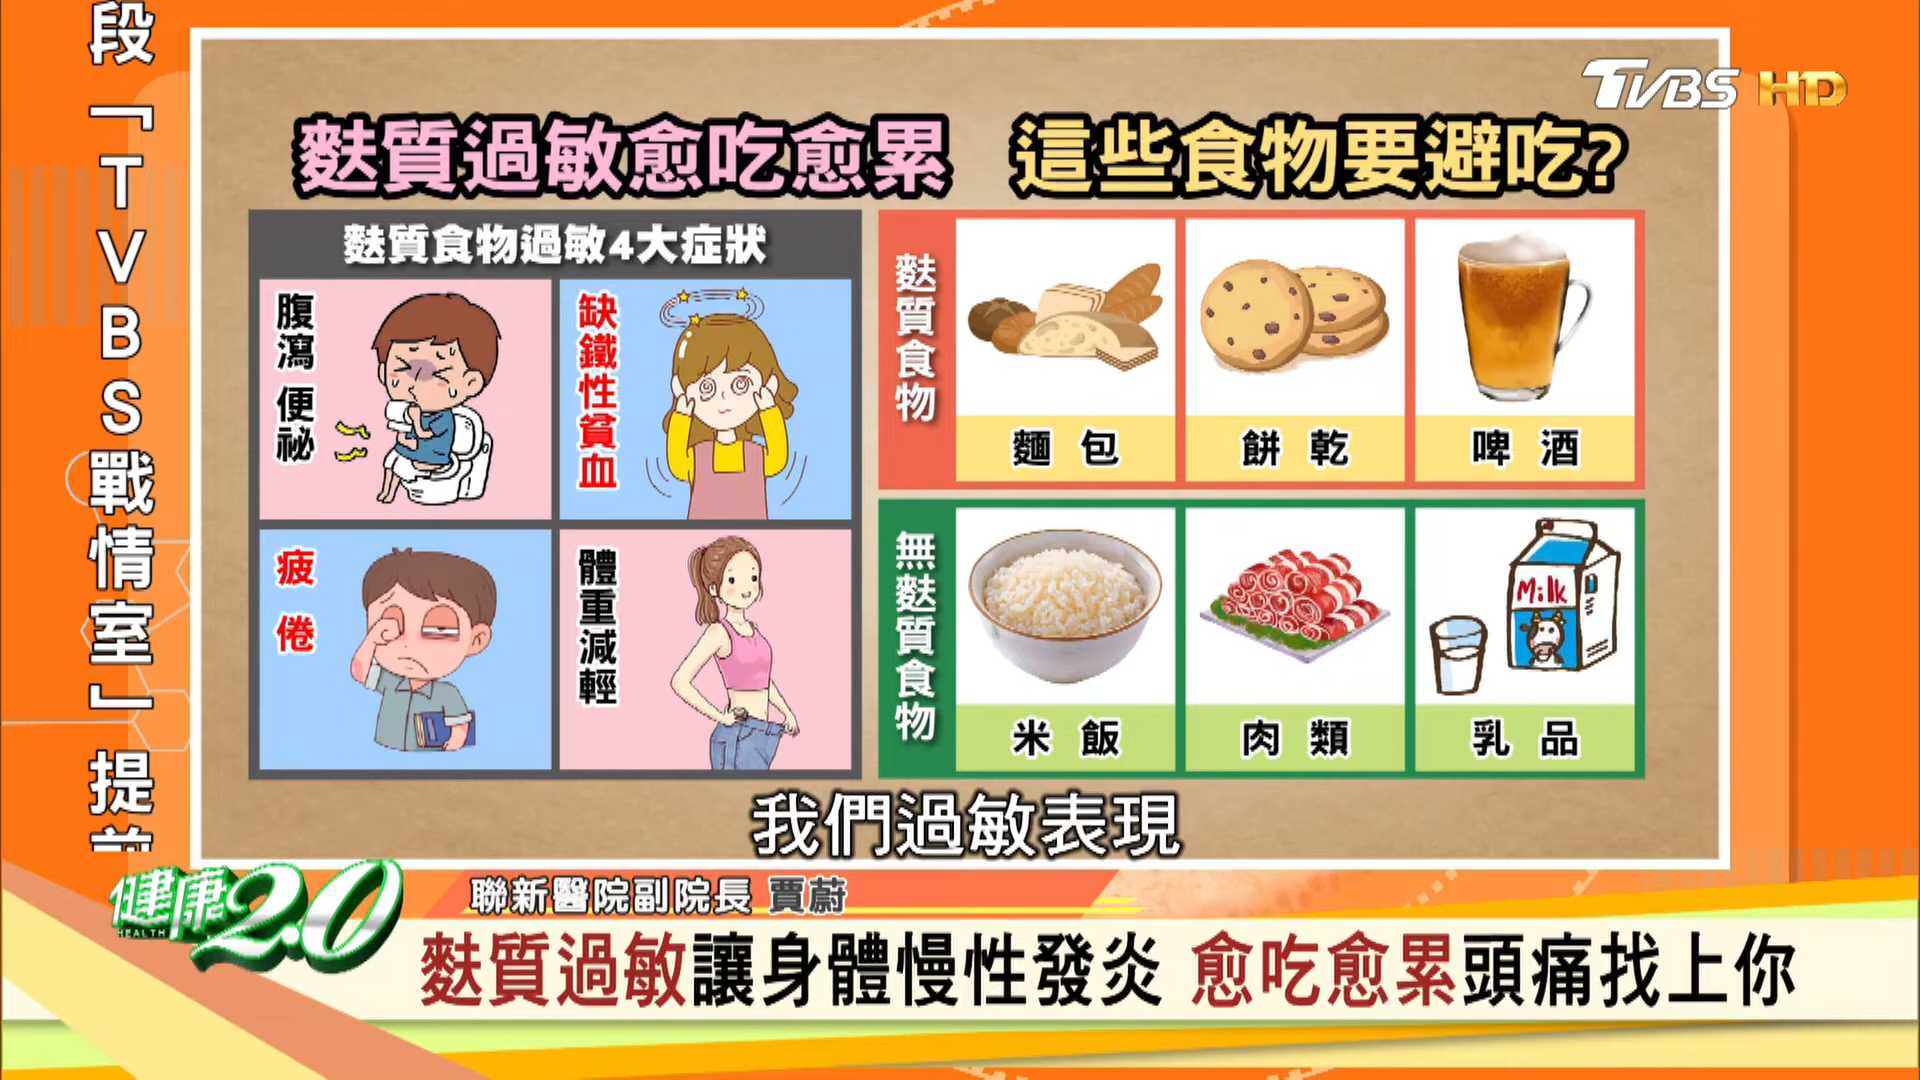 段「TVBS戰情室」提前
TVBS HD
麩質過敏愈吃愈累 這些食物要避吃?
麩質食物過敏4大症狀
腹瀉 便祕
缺鐵性貧血
疲倦
體重減輕
麩質食物
麵包
餅乾
啤酒
無麩質食物
米飯
肉類
Milk
乳品
我們過敏表現
健康2.0
HEALTH
聯新醫院副院長 賈蔚
麩質過敏讓身體慢性發炎 愈吃愈累頭痛找上你